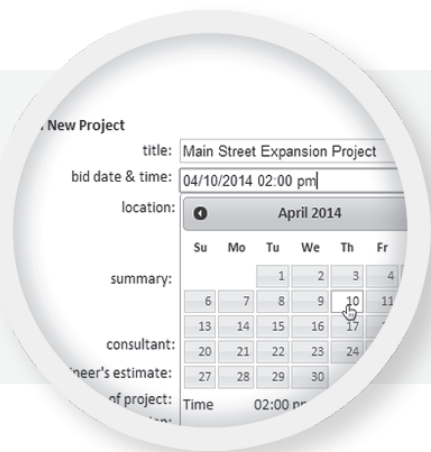 New Project
title: Main Street Expansion Project
bid date & time: 04/10/2014 02:00 pm
location:
April 2014
Su Mo Tu We Th Fr
1 2 3 4
summary:
6 7 8 9 10 11
13 14 15 16 17
consultant:
20 21 22 23 24
estimate:
27 28 29 30
of project:
Time 02:00